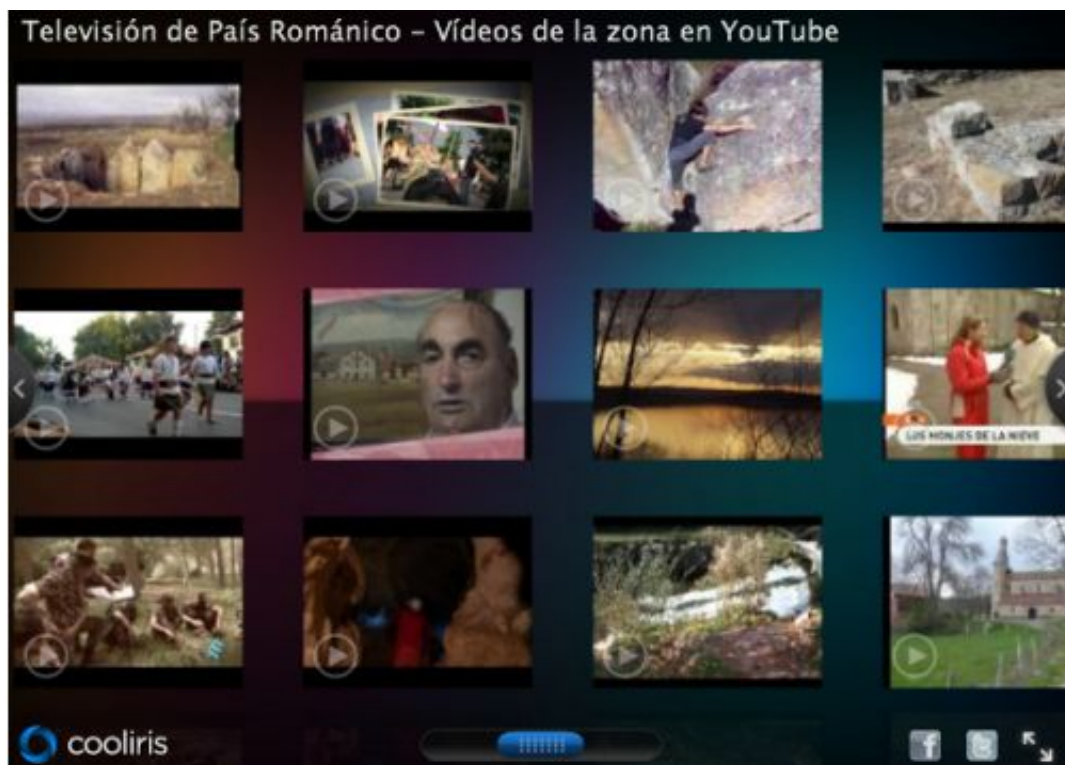 Televisión de País Románico – Vídeos de la zona en YouTube
LOS MONJES DE LA NIEVE
cooliris